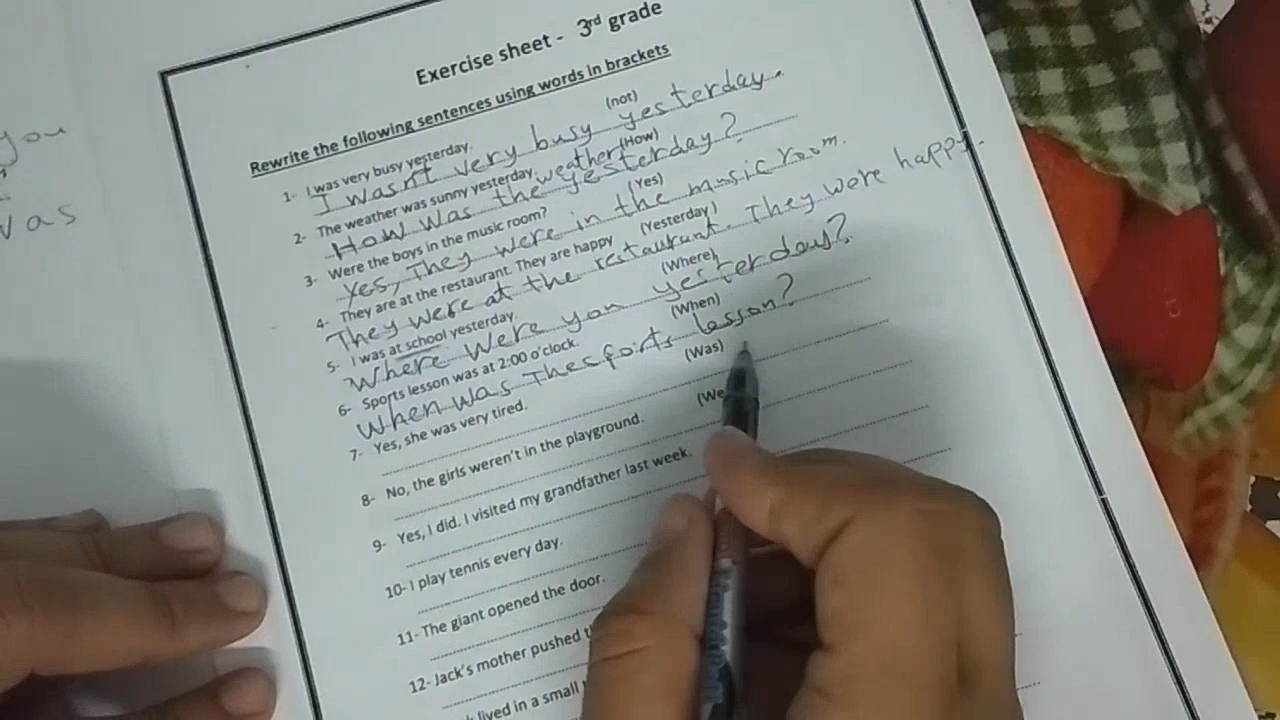 you
was
Exercise sheet - 3rd grade
Rewrite the following sentences using words in brackets
1- I was very busy yesterday. (not)
I wasn't very busy yesterday.
2- The weather was sunny yesterday. (How)
How was the weather yesterday?
3- Were the boys in the music room? (Yes)
Yes, They were in the music room.
4- They are at the restaurant. They are happy (Yesterday)
They were at the restaurant. They were happy.
5- I was at school yesterday. (Where)
Where were you yesterday?
6- Sports lesson was at 2:00 o'clock. (When)
When was The sports lesson?
7- Yes, she was very tired. (Was)
8- No, the girls weren't in the playground. (We
9- Yes, I did. I visited my grandfather last week.
10- I play tennis every day.
11- The giant opened the door.
12- Jack's mother pushed
lived in a small